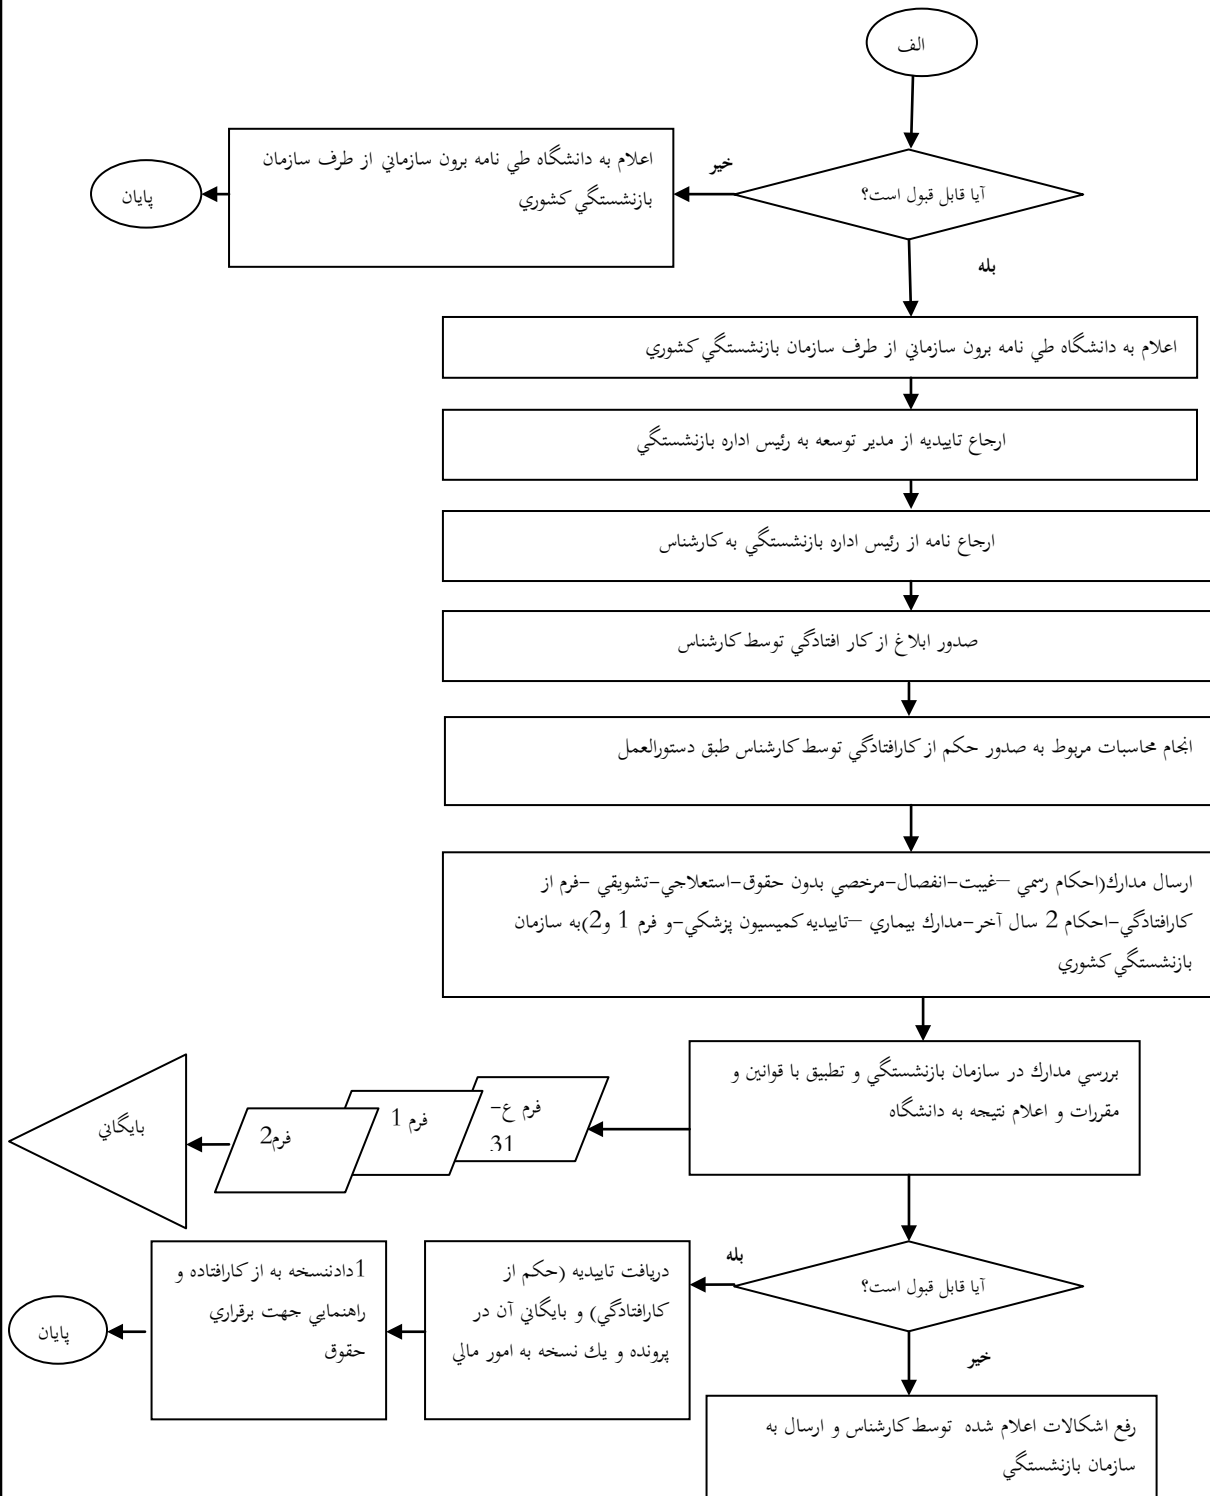 الف
آيا قابل قبول است؟
خير
اعلام به دانشگاه طي نامه برون سازماني از طرف سازمان
بازنشستگي كشوري
پايان
بله
اعلام به دانشگاه طي نامه برون سازماني از طرف سازمان بازنشستگي كشوري
ارجاع تاييديه از مدير توسعه به رئيس اداره بازنشستگي
ارجاع نامه از رئيس اداره بازنشستگي به كارشناس
صدور ابلاغ از كار افتادگي توسط كارشناس
انجام محاسبات مربوط به صدور حكم از كارافتادگي توسط كارشناس طبق دستورالعمل
ارسال مدارك(احكام رسمي –غيبت-انفصال-مرخصي بدون حقوق-استعلاجي-تشويقي -فرم از
كارافتادگي-احكام 2 سال آخر-مدارك بيماري –تاييديه كميسيون پزشكي-و فرم 1 و2)به سازمان
بازنشستگي كشوري
بررسي مدارك در سازمان بازنشستگي و تطبيق با قوانين و
مقررات و اعلام نتيجه به دانشگاه
فرم ع-
31
فرم 1
فرم2
بايگاني
آيا قابل قبول است؟
بله
دريافت تاييديه (حكم از
كارافتادگي) و بايگاني آن در
پرونده و يك نسخه به امور مالي
1دادننسخه به از كارافتاده و
راهنمايي جهت برقراري
حقوق
پايان
خير
رفع اشكالات اعلام شده توسط كارشناس و ارسال به
سازمان بازنشستگي